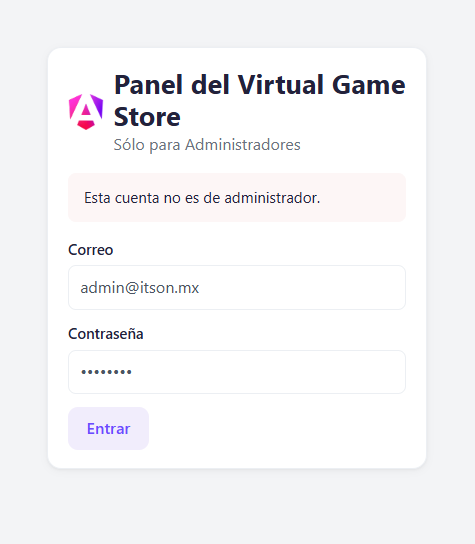 Panel del Virtual Game
Store
Sólo para Administradores
Esta cuenta no es de administrador.
Correo
admin@itson.mx
Contraseña
••••••••
Entrar